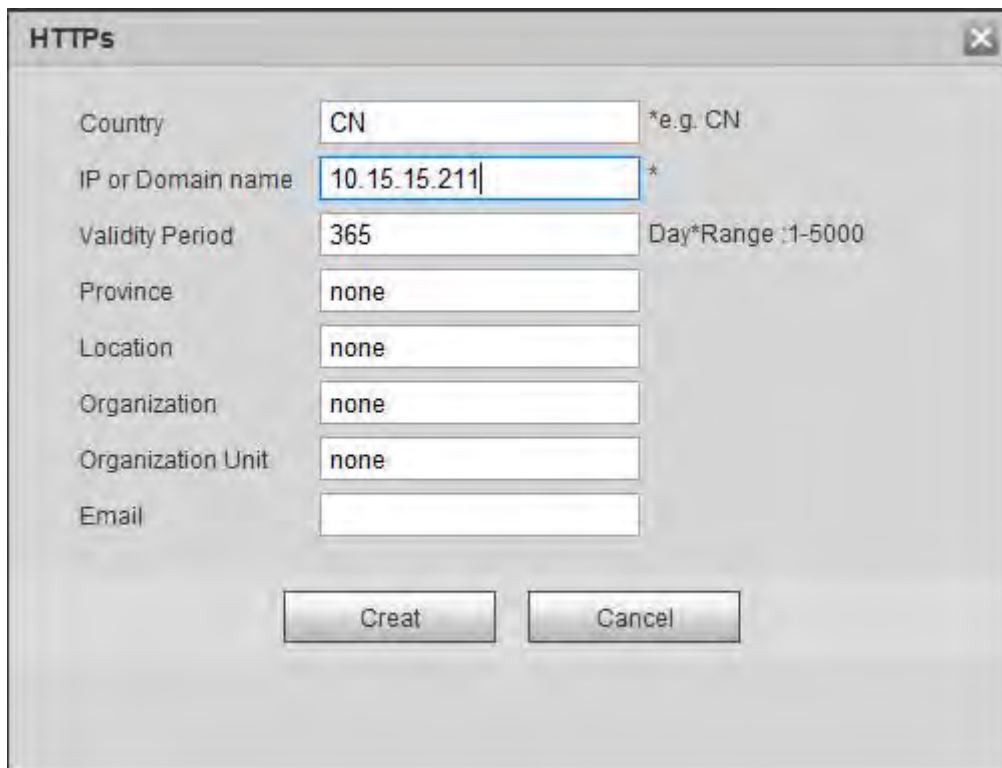 HTTPs
Country CN *e.g. CN
IP or Domain name 10.15.15.211 *
Validity Period 365 Day*Range :1-5000
Province none
Location none
Organization none
Organization Unit none
Email
Creat Cancel